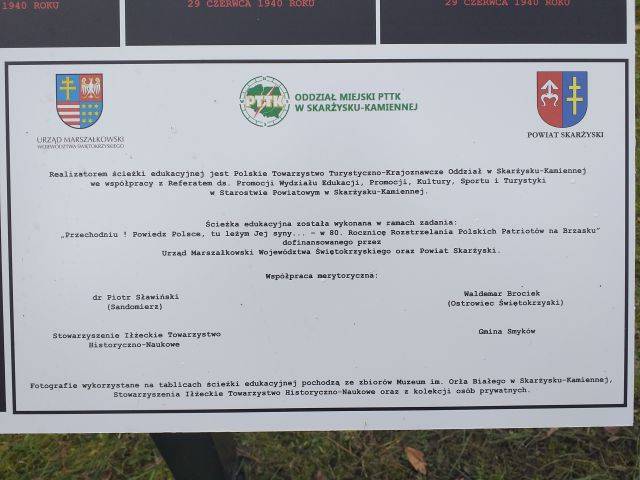 1940 ROKU
29 CZERWCA 1940 ROKU
29 CZERWCA 1940 ROKU
URZĄD MARSZAŁKOWSKI
WOJEWÓDZTWA ŚWIĘTOKRZYSKIEGO
PTTK
ODDZIAŁ MIEJSKI PTTK
W SKARŻYSKU-KAMIENNEJ
POWIAT SKARŻYSKI
Realizatorem ścieżki edukacyjnej jest Polskie Towarzystwo Turystyczno-Krajoznawcze Oddział w Skarżysku-Kamiennej
we współpracy z Referatem ds. Promocji Wydziału Edukacji, Promocji, Kultury, Sportu i Turystyki
w Starostwie Powiatowym w Skarżysku-Kamiennej.
Ścieżka edukacyjna została wykonana w ramach zadania:
„Przechodniu ! Powiedz Polsce, tu leżym Jej syny... – w 80. Rocznicę Rozstrzelania Polskich Patriotów na Brzasku”
dofinansowanego przez
Urząd Marszałkowski Województwa Świętokrzyskiego oraz Powiat Skarżyski.
Współpraca merytoryczna:
dr Piotr Sławiński
(Sandomierz)
Waldemar Brociek
(Ostrowiec Świętokrzyski)
Stowarzyszenie Iłżeckie Towarzystwo
Historyczno-Naukowe
Gmina Smyków
Fotografie wykorzystane na tablicach ścieżki edukacyjnej pochodzą ze zbiorów Muzeum im. Orła Białego w Skarżysku-Kamiennej,
Stowarzyszenia Iłżeckie Towarzystwo Historyczno-Naukowe oraz z kolekcji osób prywatnych.